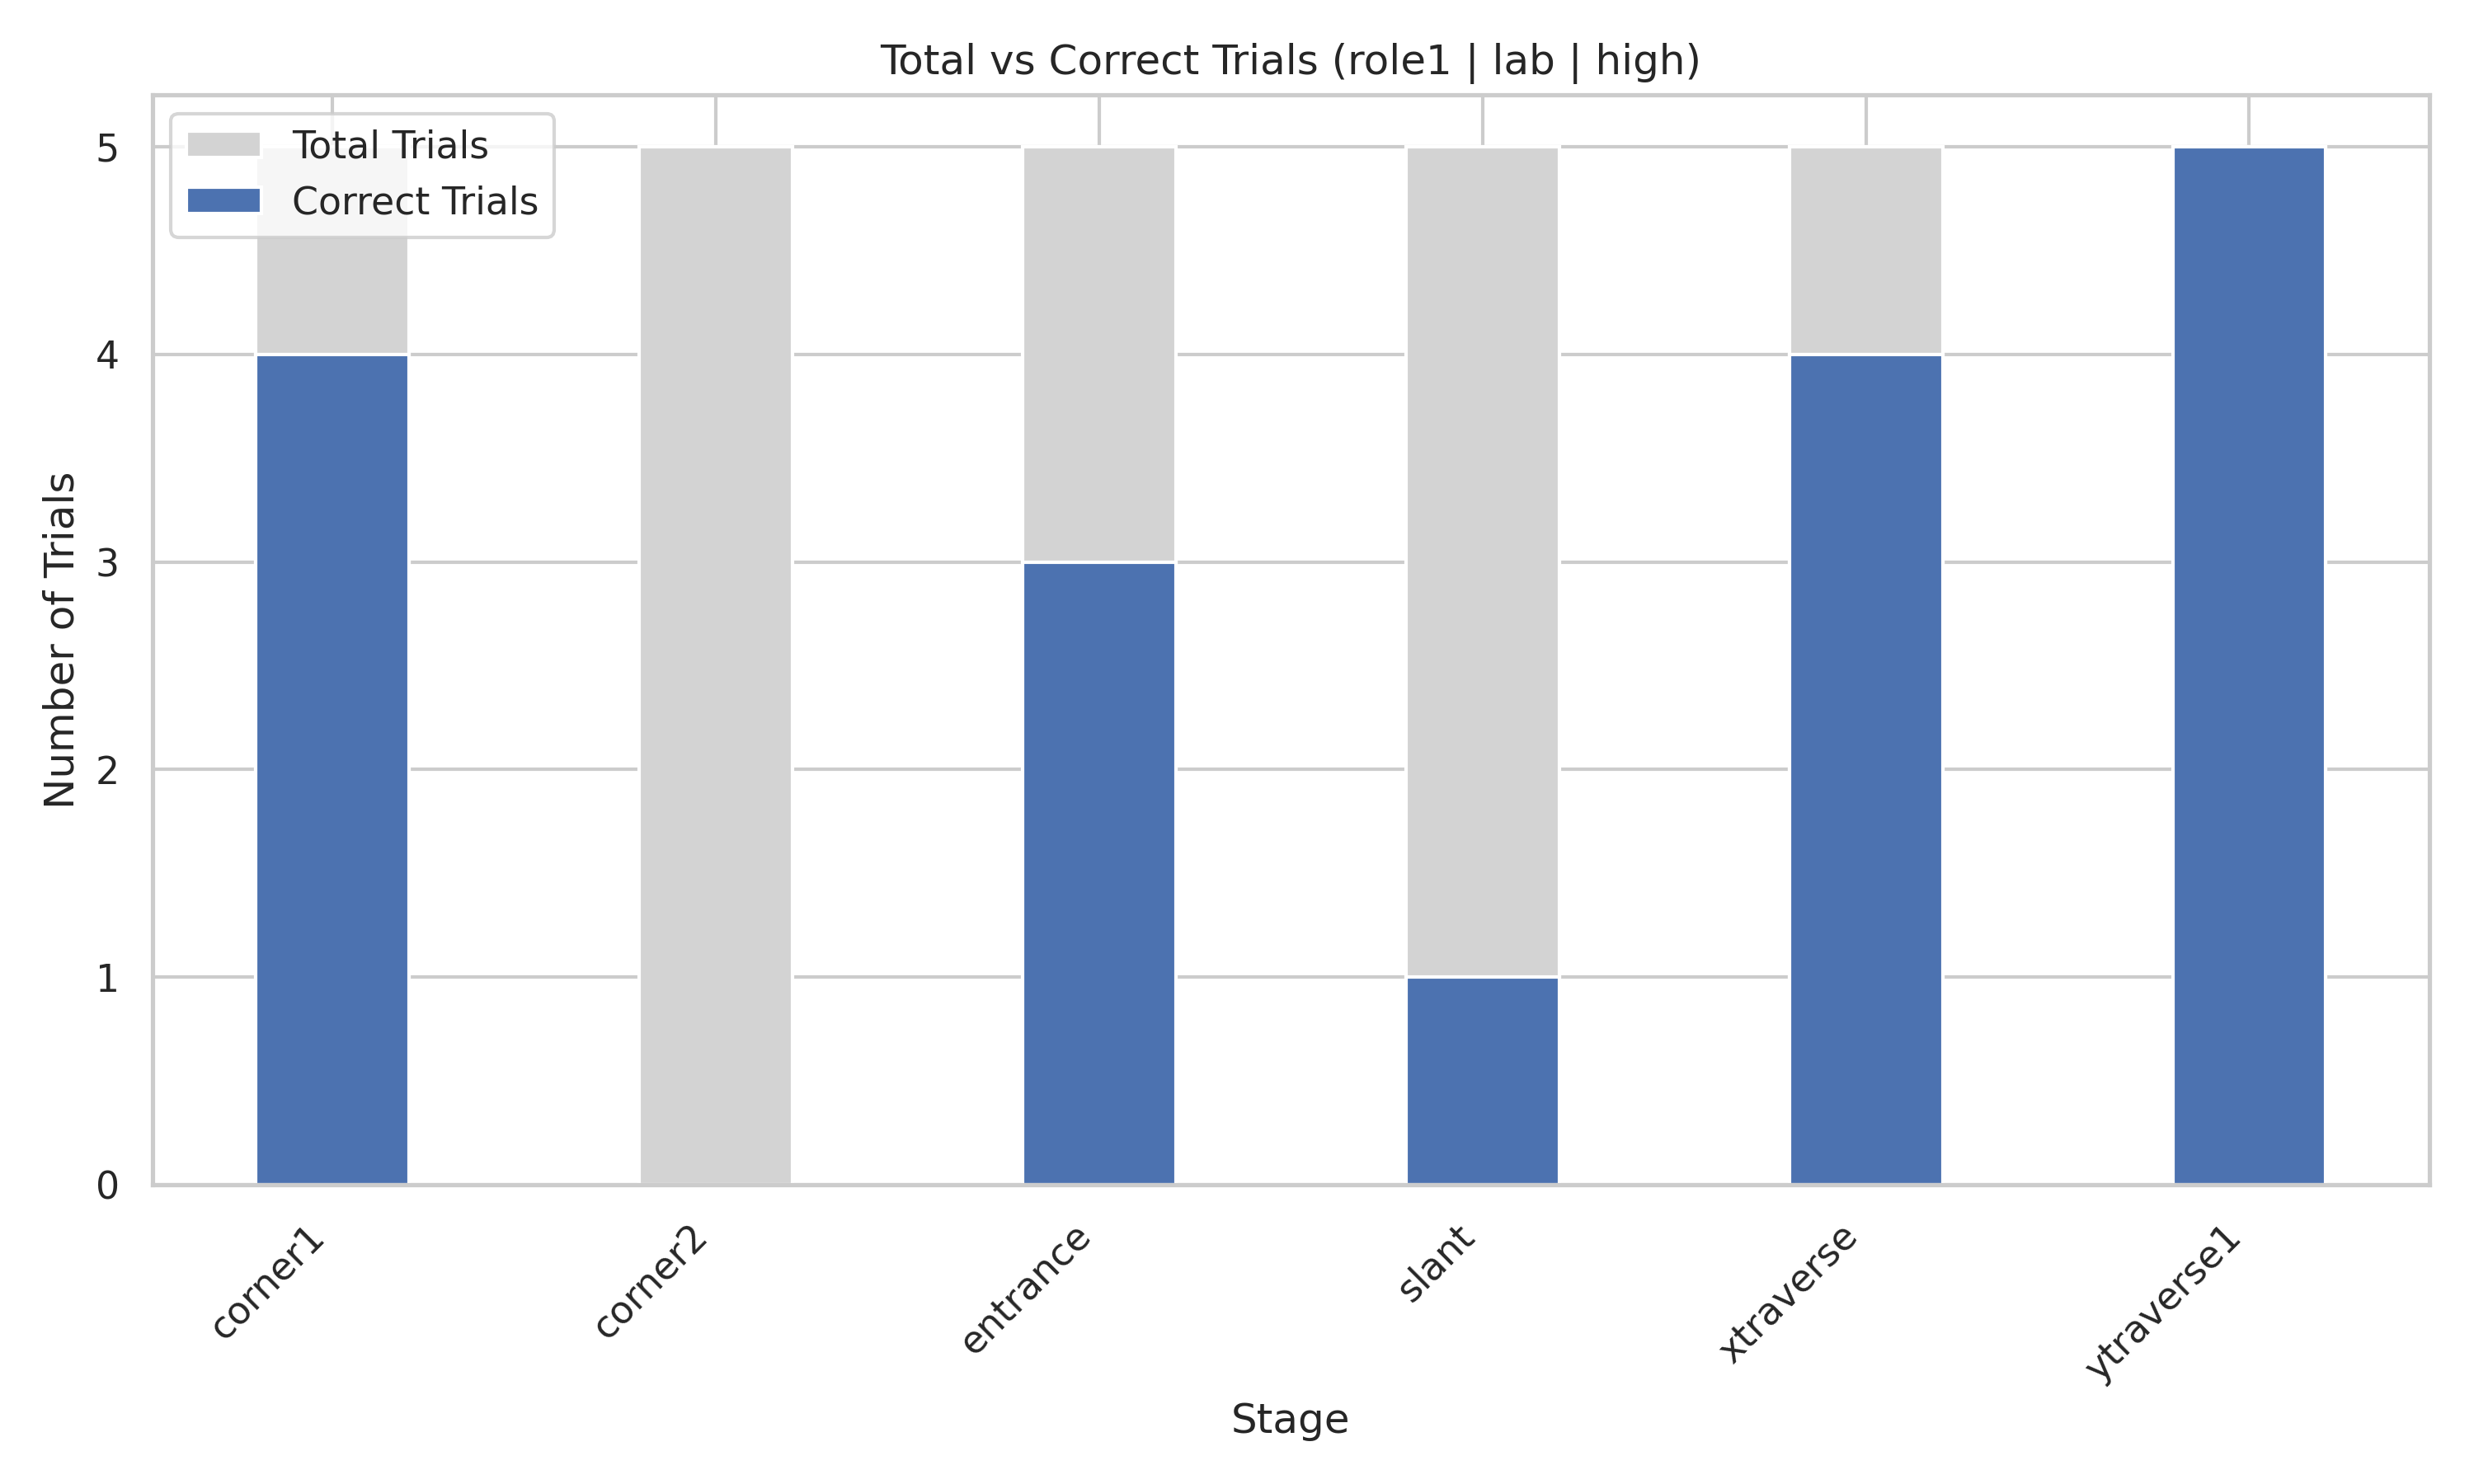 Total vs Correct Trials (role1 | lab | high)
Total Trials
Correct Trials
Number of Trials
5
4
3
2
1
0
corner1
corner2
entrance
slant
xtraverse
ytraverse1
Stage